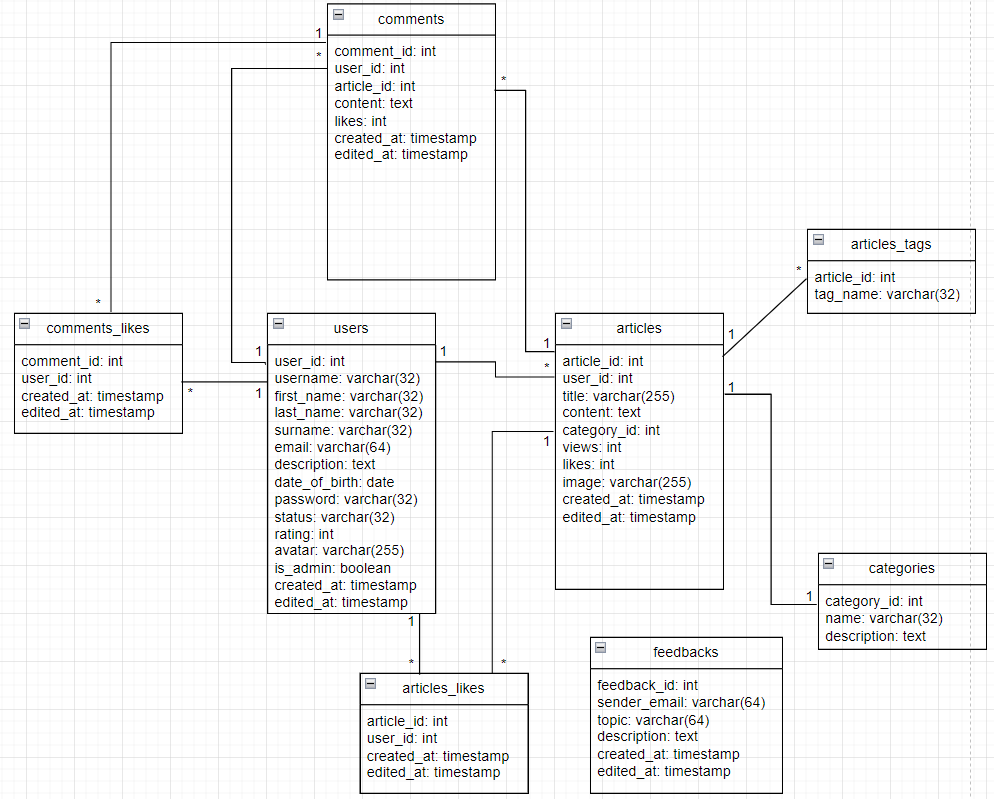 comments
1
*
comment_id: int
user_id: int
article_id: int
content: text
likes: int
created_at: timestamp
edited_at: timestamp
*
articles_tags
*
article_id: int
tag_name: varchar(32)
*
comments_likes
comment_id: int
user_id: int
created_at: timestamp
edited_at: timestamp
*
users
1
1
1
user_id: int
username: varchar(32)
first_name: varchar(32)
last_name: varchar(32)
surname: varchar(32)
email: varchar(64)
description: text
date_of_birth: date
password: varchar(32)
status: varchar(32)
rating: int
avatar: varchar(255)
is_admin: boolean
created_at: timestamp
edited_at: timestamp
1
*
articles
1
*
1
1
1
article_id: int
user_id: int
title: varchar(255)
content: text
category_id: int
views: int
likes: int
image: varchar(255)
created_at: timestamp
edited_at: timestamp
categories
1
category_id: int
name: varchar(32)
description: text
*
articles_likes
article_id: int
user_id: int
created_at: timestamp
edited_at: timestamp
feedbacks
feedback_id: int
sender_email: varchar(64)
topic: varchar(64)
description: text
created_at: timestamp
edited_at: timestamp